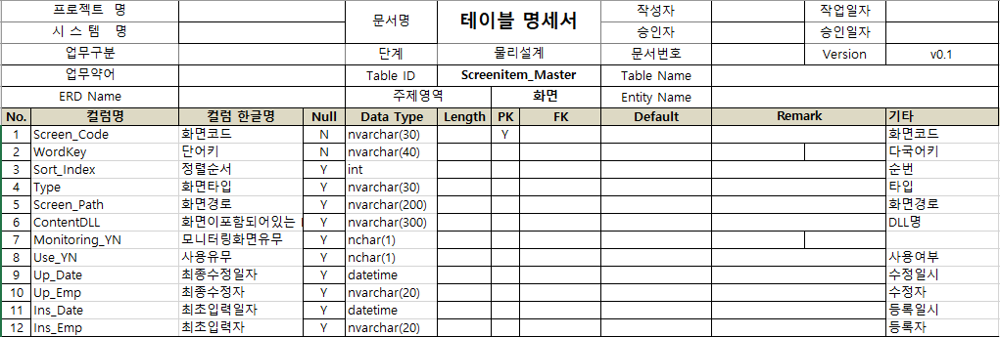 프로젝트 명 문서명 테이블 명세서 작성자 작업일자
시 스 템 명 승인자 승인일자
업무구분 단계 물리설계 문서번호 Version v0.1
업무약어 Table ID Screenitem_Master Table Name
ERD Name 주제영역 화면 Entity Name
No. 컬럼명 컬럼 한글명 Null Data Type Length PK FK Default Remark 기타
1 Screen_Code 화면코드 N nvarchar(30) Y 화면코드
2 WordKey 단어키 N nvarchar(40) 다국어키
3 Sort_Index 정렬순서 Y int 순번
4 Type 화면타입 Y nvarchar(30) 타입
5 Screen_Path 화면경로 Y nvarchar(200) 화면경로
6 ContentDLL 화면이포함되어있는 Y nvarchar(300) DLL명
7 Monitoring_YN 모니터링화면유무 Y nchar(1)
8 Use_YN 사용유무 Y nchar(1) 사용여부
9 Up_Date 최종수정일자 Y datetime 수정일시
10 Up_Emp 최종수정자 Y nvarchar(20) 수정자
11 Ins_Date 최초입력일자 Y datetime 등록일시
12 Ins_Emp 최초입력자 Y nvarchar(20) 등록자